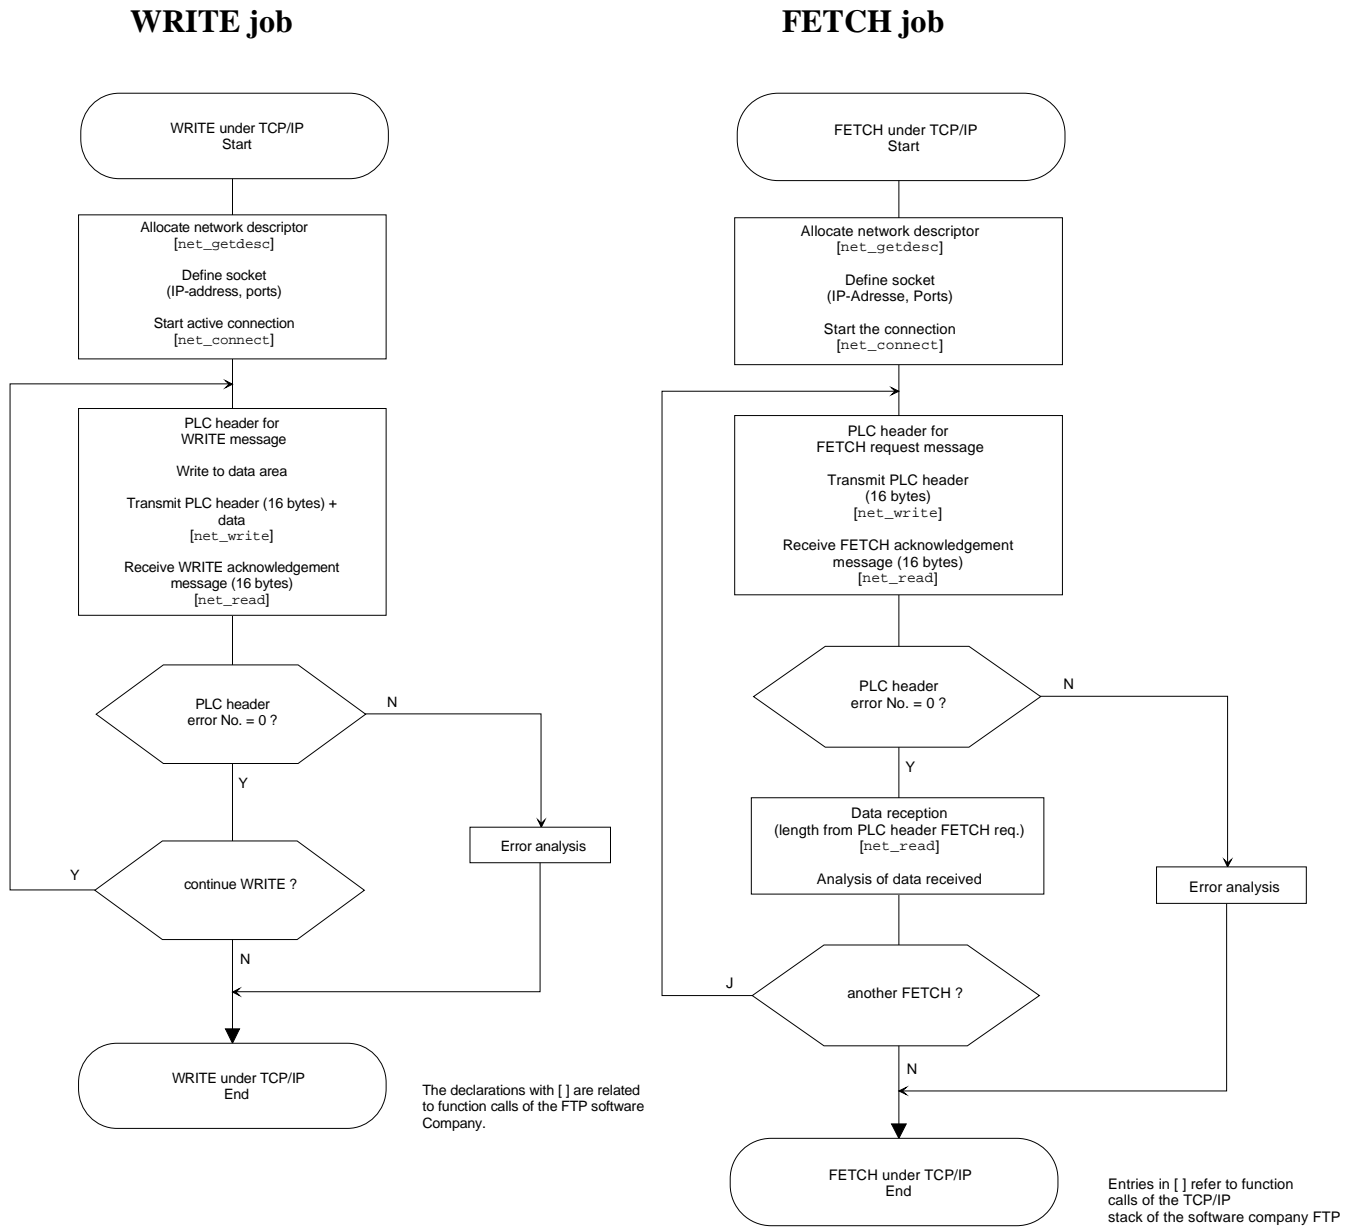 WRITE job
WRITE under TCP/IP
Start
Allocate network descriptor
[net_getdesc]
Define socket
(IP-address, ports)
Start active connection
[net_connect]
PLC header for
WRITE message
Write to data area
Transmit PLC header (16 bytes) +
data
[net_write]
Receive WRITE acknowledgement
message (16 bytes)
[net_read]
PLC header
error No. = 0 ?
N
Y
Error analysis
continue WRITE ?
Y
N
WRITE under TCP/IP
End
The declarations with [ ] are related
to function calls of the FTP software
Company.
FETCH job
FETCH under TCP/IP
Start
Allocate network descriptor
[net_getdesc]
Define socket
(IP-Adresse, Ports)
Start the connection
[net_connect]
PLC header for
FETCH request message
Transmit PLC header
(16 bytes)
[net_write]
Receive FETCH acknowledgement
message (16 bytes)
[net_read]
PLC header
error No. = 0 ?
N
Y
Data reception
(length from PLC header FETCH req.)
[net_read]
Analysis of data received
Error analysis
another FETCH ?
J
N
FETCH under TCP/IP
End
Entries in [ ] refer to function
calls of the TCP/IP
stack of the software company FTP